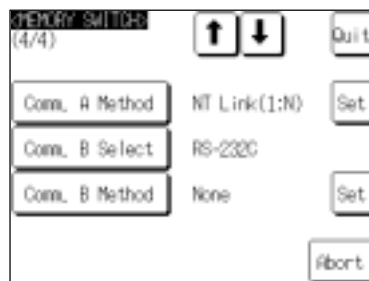 <MEMORY SWITCH>
(4/4)
Quit
Comm. A Method NT Link(1:N) Set
Comm. B Select RS-232C
Comm. B Method None Set
Abort